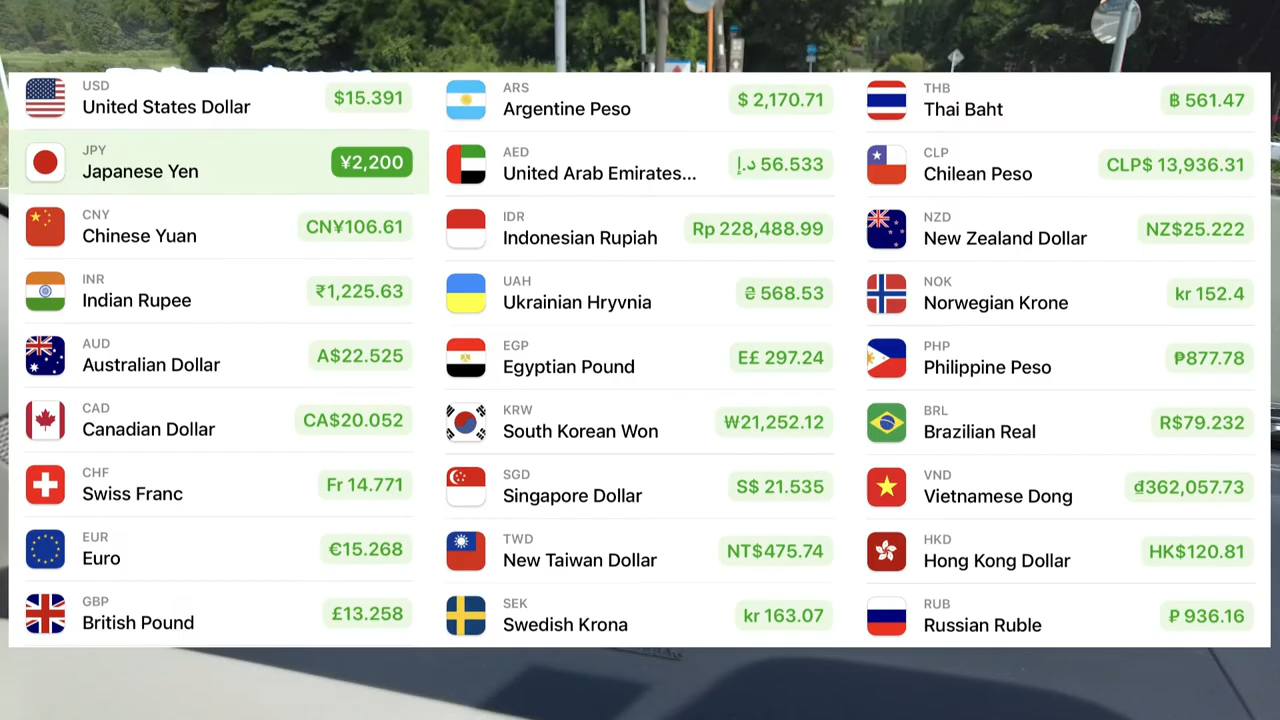 USD
United States Dollar
$15.391
JPY
Japanese Yen
¥2,200
CNY
Chinese Yuan
CN¥106.61
INR
Indian Rupee
₹1,225.63
AUD
Australian Dollar
A$22.525
CAD
Canadian Dollar
CA$20.052
CHF
Swiss Franc
Fr 14.771
EUR
Euro
€15.268
GBP
British Pound
£13.258
ARS
Argentine Peso
$ 2,170.71
AED
United Arab Emirates...
د.إ 56.533
IDR
Indonesian Rupiah
Rp 228,488.99
UAH
Ukrainian Hryvnia
₴ 568.53
EGP
Egyptian Pound
E£ 297.24
KRW
South Korean Won
₩21,252.12
SGD
Singapore Dollar
S$ 21.535
TWD
New Taiwan Dollar
NT$475.74
SEK
Swedish Krona
kr 163.07
THB
Thai Baht
฿ 561.47
CLP
Chilean Peso
CLP$ 13,936.31
NZD
New Zealand Dollar
NZ$25.222
NOK
Norwegian Krone
kr 152.4
PHP
Philippine Peso
₱877.78
BRL
Brazilian Real
R$79.232
VND
Vietnamese Dong
₫362,057.73
HKD
Hong Kong Dollar
HK$120.81
RUB
Russian Ruble
₽ 936.16